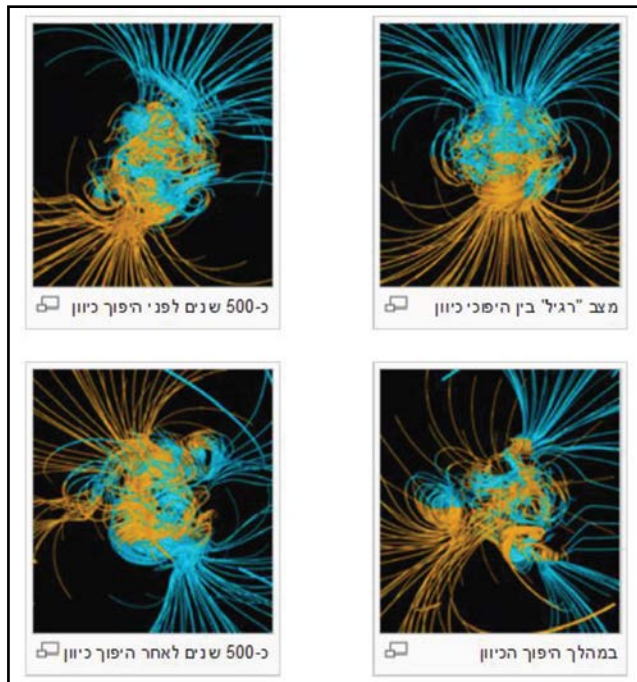 מצב "רגיל" בין היפוכי כיוון
כ-500 שנים לפני היפוך כיוון
במהלך היפוך הכיוון
כ-500 שנים לאחר היפוך כיוון